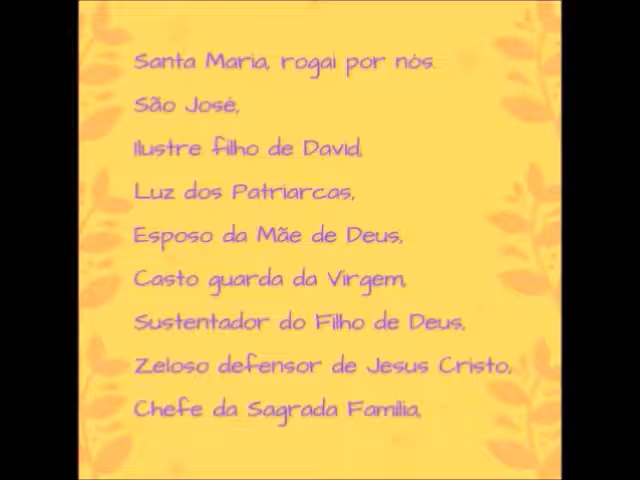 Santa Maria, rogai por nós.
São José,
Ilustre filho de David,
Luz dos Patriarcas,
Esposo da Mãe de Deus,
Casto guarda da Virgem,
Sustentador do Filho de Deus,
Zeloso defensor de Jesus Cristo,
Chefe da Sagrada Família,